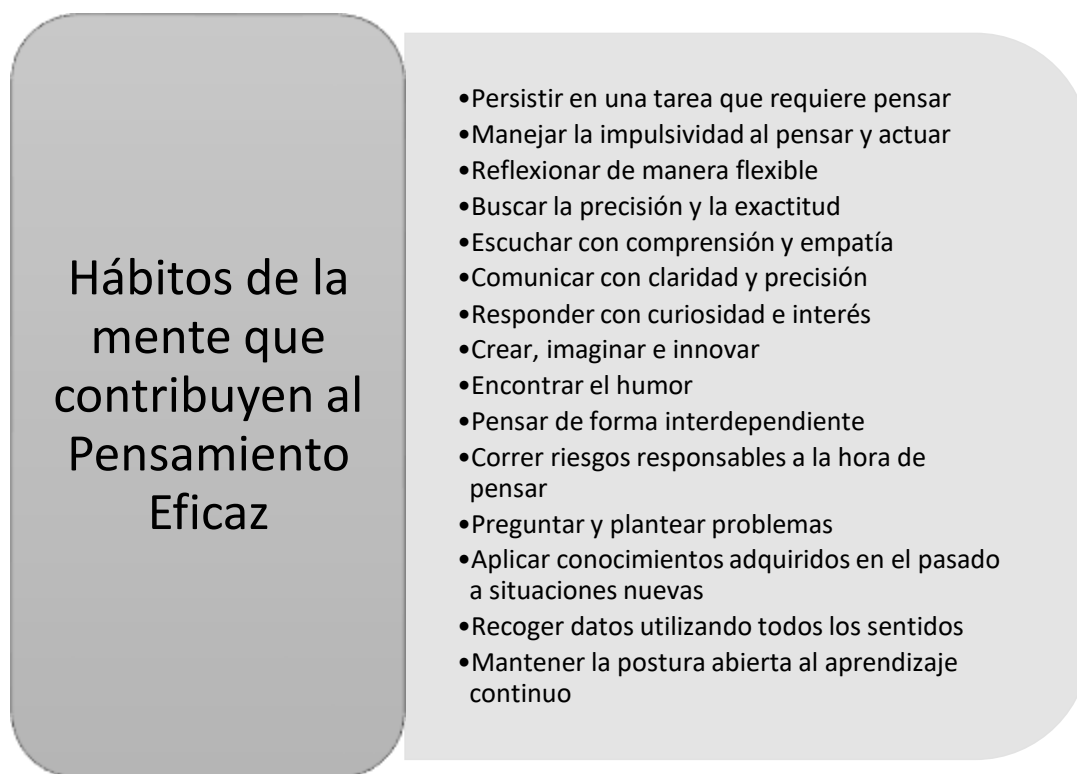 Hábitos de la
mente que
contribuyen al
Pensamiento
Eficaz
•Persistir en una tarea que requiere pensar
•Manejar la impulsividad al pensar y actuar
•Reflexionar de manera flexible
•Buscar la precisión y la exactitud
•Escuchar con comprensión y empatía
•Comunicar con claridad y precisión
•Responder con curiosidad e interés
•Crear, imaginar e innovar
•Encontrar el humor
•Pensar de forma interdependiente
•Correr riesgos responsables a la hora de
pensar
•Preguntar y plantear problemas
•Aplicar conocimientos adquiridos en el pasado
a situaciones nuevas
•Recoger datos utilizando todos los sentidos
•Mantener la postura abierta al aprendizaje
continuo